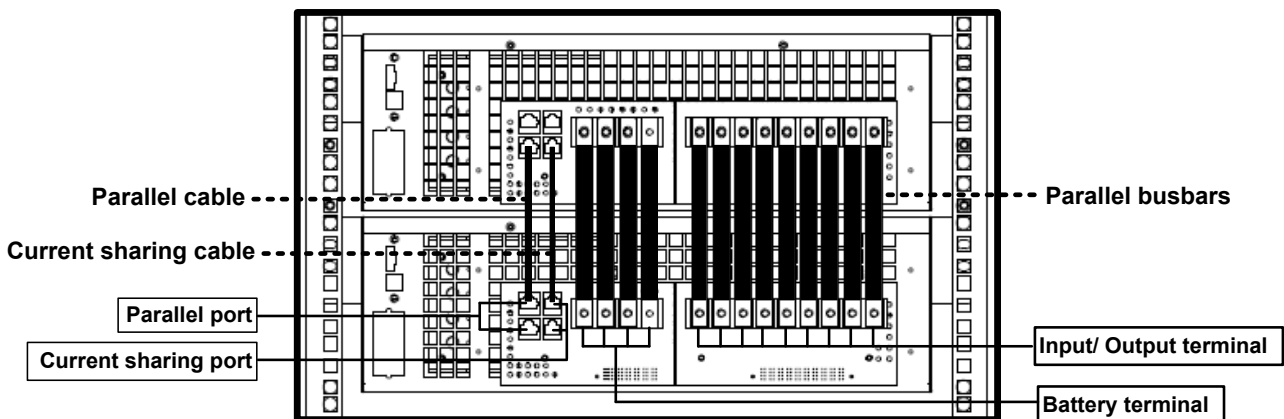 Parallel cable
Parallel busbars
Current sharing cable
Parallel port
Current sharing port
Input/ Output terminal
Battery terminal